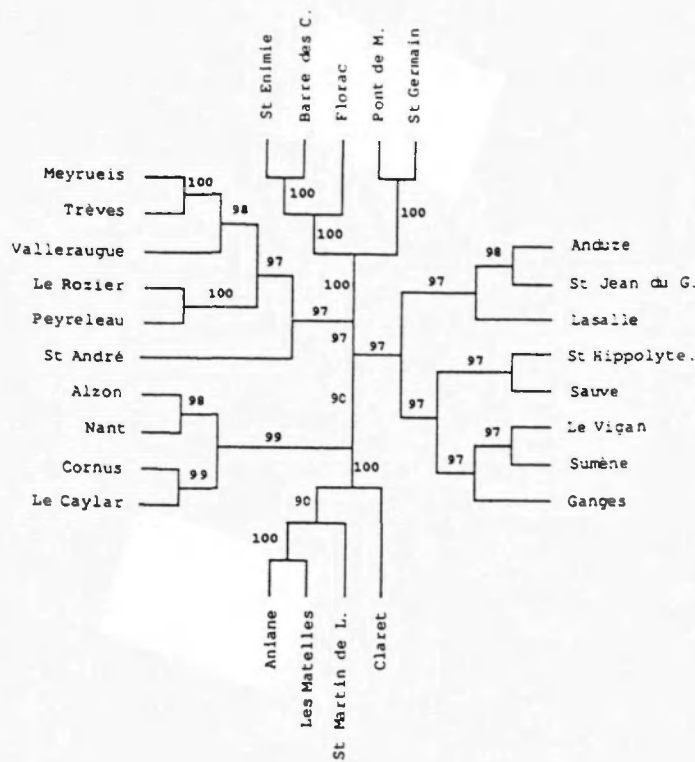 St Enimie
Barre des C.
Florac
Pont de M.
St Germain
Meyrueis
Trèves
Valleraugue
Le Rozier
Peyreleau
St André
Alzon
Nant
Cornus
Le Caylar
100
98
97
100
97
98
99
99
100
100
100
100
97
90
97
97
98
97
97
97
97
Anduze
St Jean du G.
Lasalle
St Hippolyte.
Sauve
Le Viçan
Sumène
Ganges
100
90
100
Aniane
Les Matelles
St Martin de L.
Claret